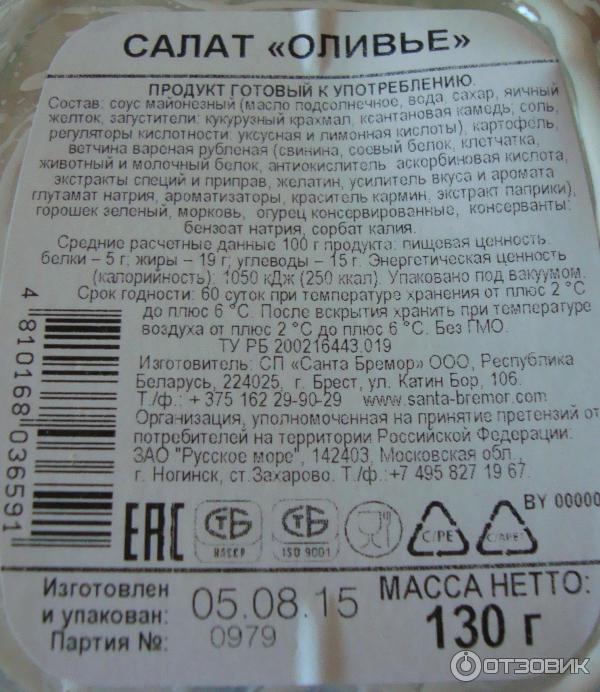 САЛАТ «ОЛИВЬЕ»
ПРОДУКТ ГОТОВЫЙ К УПОТРЕБЛЕНИЮ.
Состав: соус майонезный (масло подсолнечное, вода, сахар, яичный
желток, загустители: кукурузный крахмал, ксантановая камедь; соль,
регуляторы кислотности: уксусная и лимонная кислоты), картофель,
ветчина вареная рубленая (свинина, соевый белок, клетчатка,
животный и молочный белок, антиокислитель аскорбиновая кислота,
экстракты специй и приправ, желатин, усилитель вкуса и аромата
глутамат натрия, ароматизаторы, краситель кармин, экстракт паприки),
горошек зеленый, морковь, огурец консервированные, консерванты:
бензоат натрия, сорбат калия.
Средние расчетные данные 100 г продукта: пищевая ценность:
белки – 5 г; жиры – 19 г; углеводы – 15 г. Энергетическая ценность
(калорийность): 1050 кДж (250 ккал). Упаковано под вакуумом.
Срок годности: 60 суток при температуре хранения от плюс 2 °С
до плюс 6 °С. После вскрытия хранить при температуре
воздуха от плюс 2 °С до плюс 6 °С. Без ГМО.
ТУ РБ 200216443.019
Изготовитель: СП «Санта Бремор» ООО, Республика
Беларусь, 224025, г. Брест, ул. Катин Бор, 106.
Т./ф.: + 375 162 29-90-29 www.santa-bremor.com
Организация, уполномоченная на принятие претензий от
потребителей на территории Российской Федерации:
ЗАО "Русское море", 142403, Московская обл.,
г. Ногинск, ст.Захарово. Т./ф.:+7 495 827 19 67.
4 810168 036591
ЕАС СТБ НАССР СТБ ISO 9001 C/PE C/APET BY 00000
Изготовлен
и упакован: 05.08.15
Партия №: 0979
МАССА НЕТТО:
130 г
ОТЗОВИК